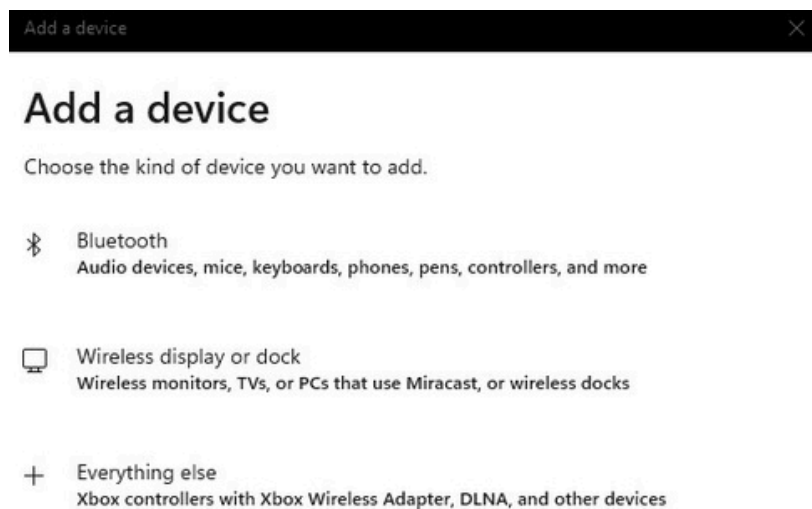 Add a device
Add a device
Choose the kind of device you want to add.
Bluetooth
Audio devices, mice, keyboards, phones, pens, controllers, and more
Wireless display or dock
Wireless monitors, TVs, or PCs that use Miracast, or wireless docks
Everything else
Xbox controllers with Xbox Wireless Adapter, DLNA, and other devices